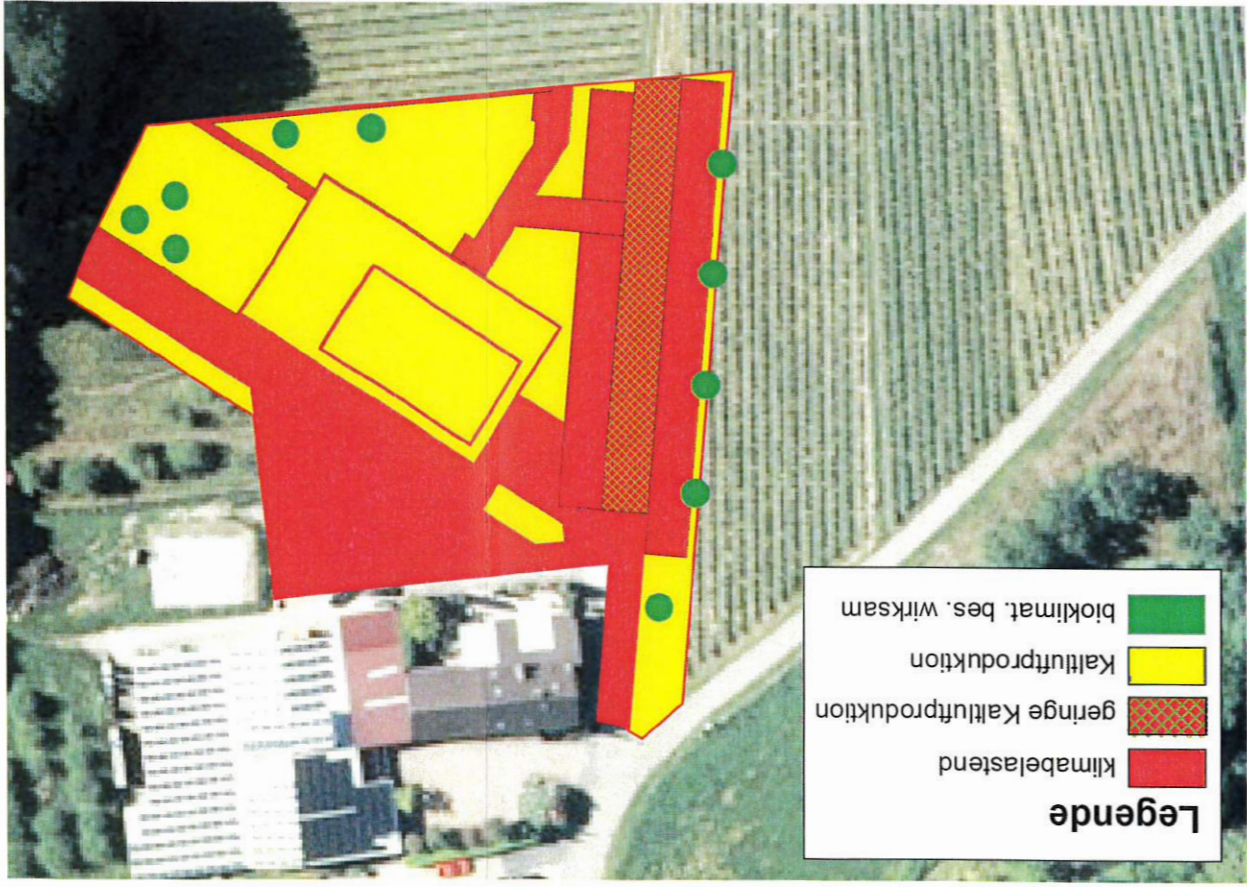 Legende
klimabelastend
geringe Kaltluftproduktion
Kaltluftproduktion
bioklimat. bes. wirksam